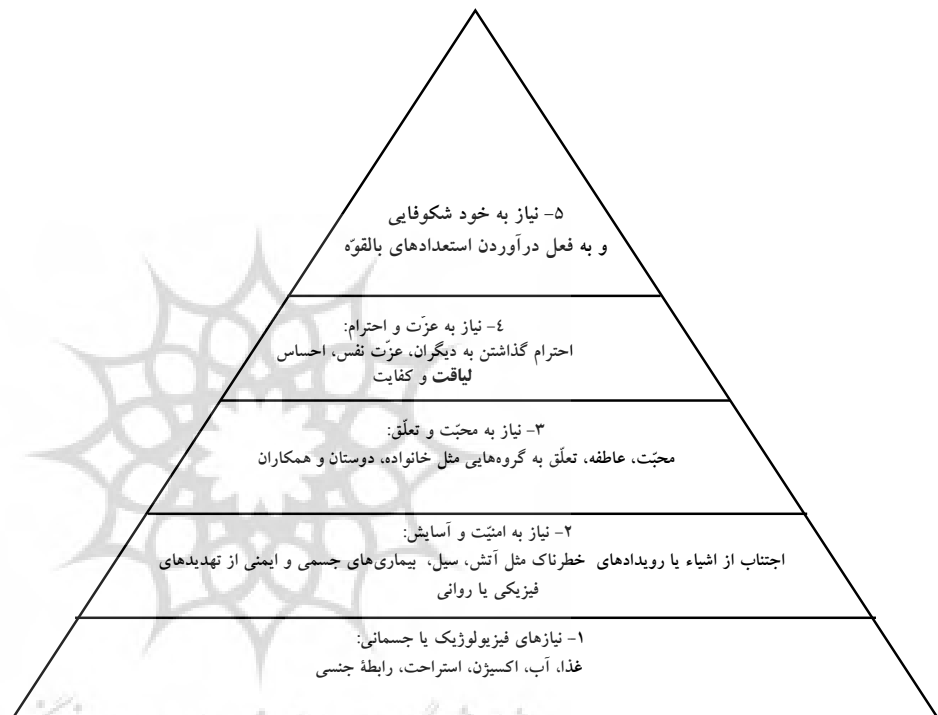 ۵- نیاز به خود شکوفایی
و به فعل درآوردن استعدادهای بالقوّه
٤- نیاز به عزّت و احترام:
احترام گذاشتن به دیگران، عزّت نفس، احساس
لیاقت و کفایت
۳- نیاز به محبّت و تعلّق:
محبّت، عاطفه، تعلّق به گروه‌هایی مثل خانواده، دوستان و همکاران
۲- نیاز به امنیّت و آسایش:
اجتناب از اشیاء یا رویدادهای خطرناک مثل آتش، سیل، بیماری‌های جسمی و ایمنی از تهدیدهای
فیزیکی یا روانی
۱- نیازهای فیزیولوژیک یا جسمانی:
غذا، آب، اکسیژن، استراحت، رابطهٔ جنسی